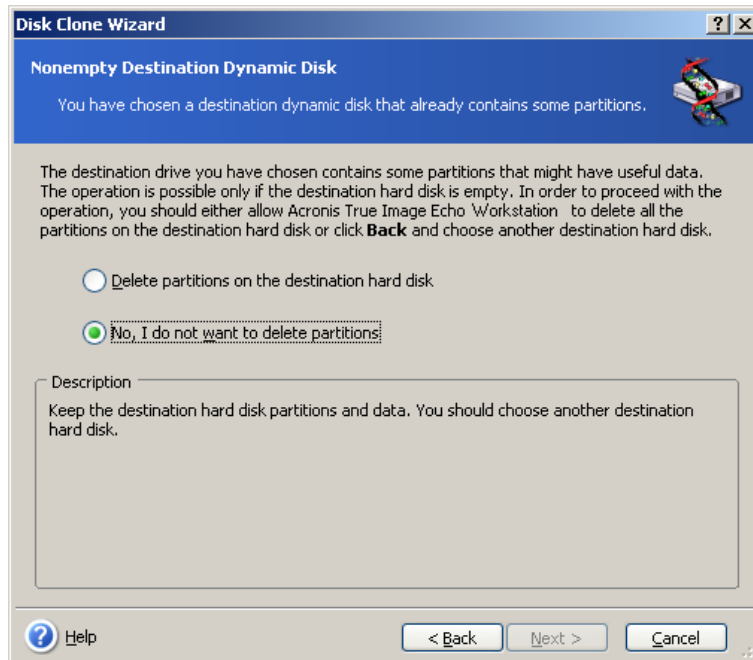 Disk Clone Wizard
Nonempty Destination Dynamic Disk
You have chosen a destination dynamic disk that already contains some partitions.
The destination drive you have chosen contains some partitions that might have useful data.
The operation is possible only if the destination hard disk is empty. In order to proceed with the
operation, you should either allow Acronis True Image Echo Workstation to delete all the
partitions on the destination hard disk or click Back and choose another destination hard disk.
Delete partitions on the destination hard disk
No, I do not want to delete partitions
Description
Keep the destination hard disk partitions and data. You should choose another destination
hard disk.
Help
< Back
Next >
Cancel